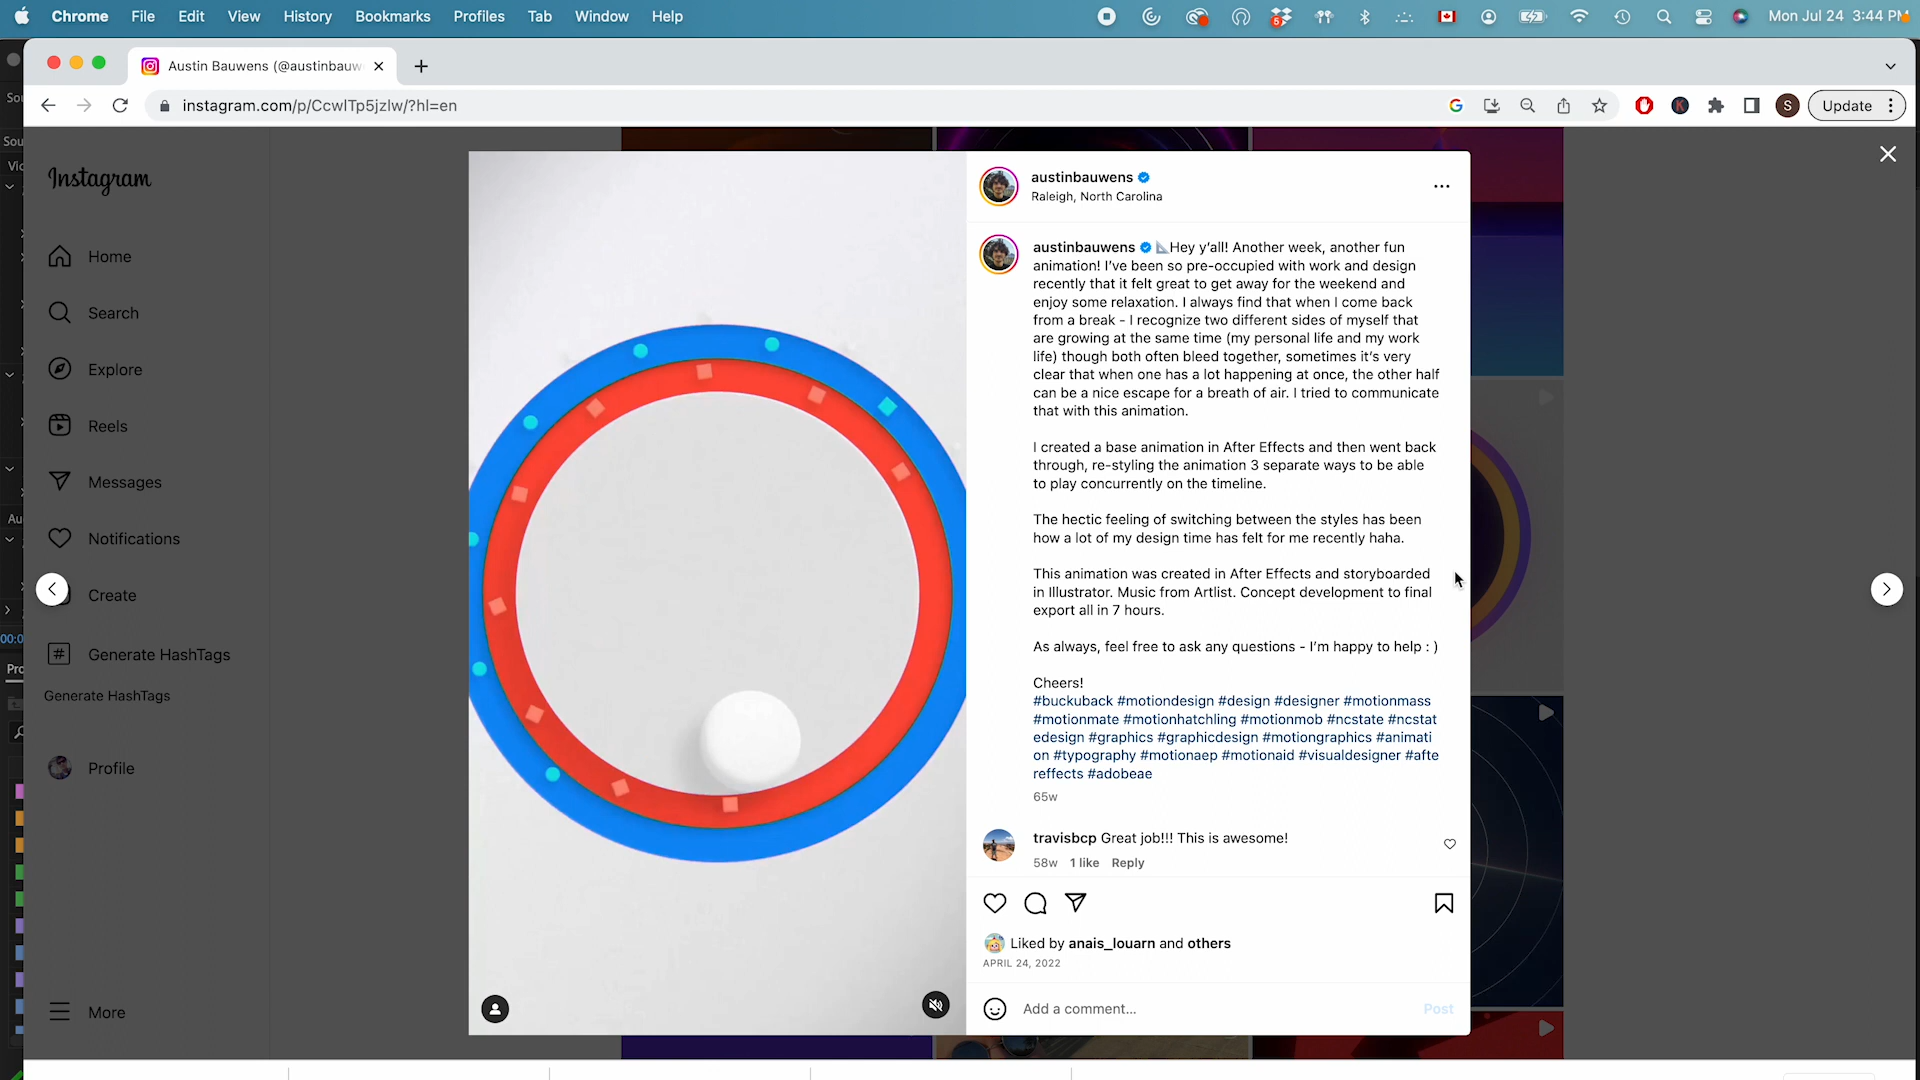 Chrome File Edit View History Bookmarks Profiles Tab Window Help
5
Mon Jul 24 3:44 PM
Austin Bauwens (@austinbauw
instagram.com/p/CcwlTp5jzlw/?hl=en
K
S
Update
Instagram
Home
Search
Explore
Reels
Messages
Notifications
Create
# Generate HashTags
Generate HashTags
Profile
More
austinbauwens
Raleigh, North Carolina
austinbauwens Hey y'all! Another week, another fun
animation! I've been so pre-occupied with work and design
recently that it felt great to get away for the weekend and
enjoy some relaxation. I always find that when I come back
from a break - I recognize two different sides of myself that
are growing at the same time (my personal life and my work
life) though both often bleed together, sometimes it's very
clear that when one has a lot happening at once, the other half
can be a nice escape for a breath of air. I tried to communicate
that with this animation.
I created a base animation in After Effects and then went back
through, re-styling the animation 3 separate ways to be able
to play concurrently on the timeline.
The hectic feeling of switching between the styles has been
how a lot of my design time has felt for me recently haha.
This animation was created in After Effects and storyboarded
in Illustrator. Music from Artlist. Concept development to final
export all in 7 hours.
As always, feel free to ask any questions - I'm happy to help : )
Cheers!
#buckuback #motiondesign #design #designer #motionmass
#motionmate #motionhatchling #motionmob #ncstate #ncstat
edesign #graphics #graphicdesign #motiongraphics #animati
on #typography #motionaep #motionaid #visualdesigner #afte
reffects #adobeae
65w
travisbcp Great job!!! This is awesome!
58w 1 like Reply
Liked by anais_louarn and others
APRIL 24, 2022
Add a comment...
Post